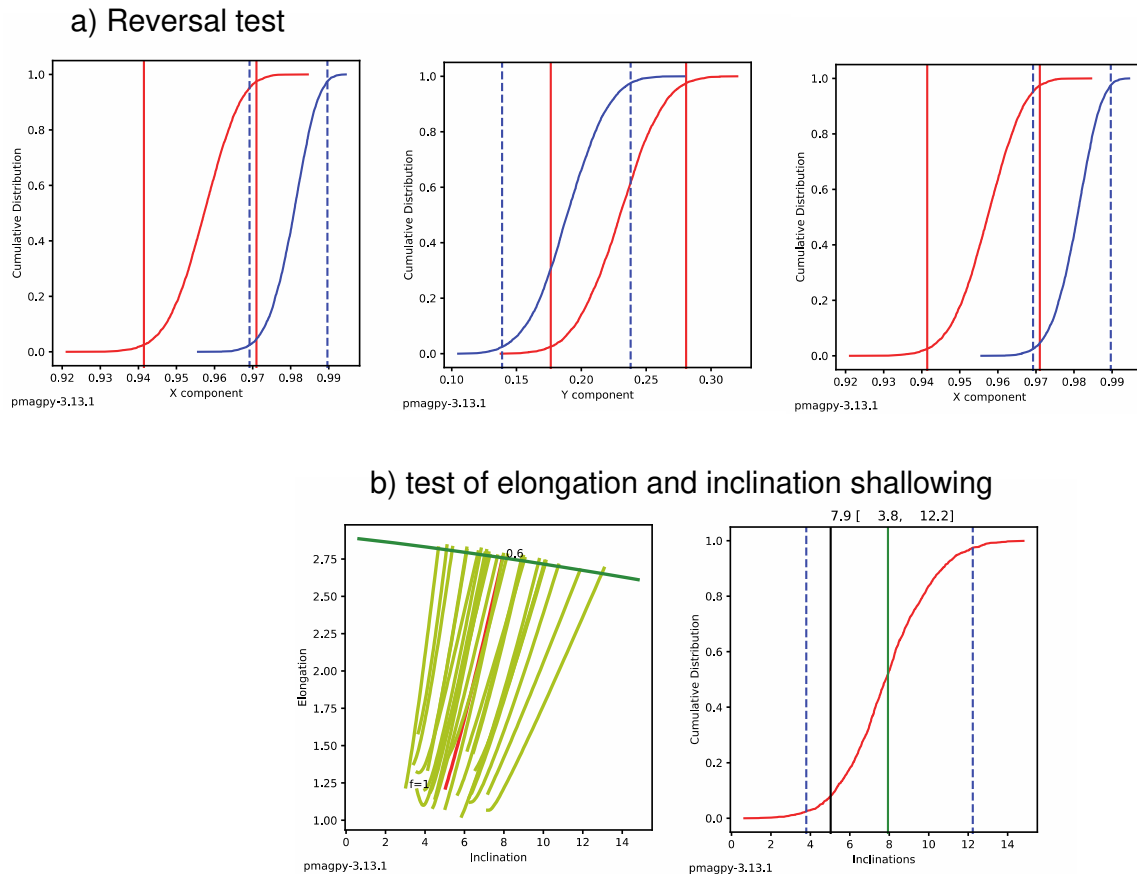 a) Reversal test
1.0
0.8
0.6
0.4
0.2
0.0
Cumulative Distribution
0.92 0.93 0.94 0.95 0.96 0.97 0.98 0.99
X component
pmagpy-3.13.1
1.0
0.8
0.6
0.4
0.2
0.0
Cumulative Distribution
0.10 0.15 0.20 0.25 0.30
Y component
pmagpy-3.13.1
1.0
0.8
0.6
0.4
0.2
0.0
Cumulative Distribution
0.92 0.93 0.94 0.95 0.96 0.97 0.98 0.99
X component
pmagpy-3.13.1
b) test of elongation and inclination shallowing
2.75
2.50
2.25
2.00
1.75
1.50
1.25
1.00
Elongation
0.6
f=1
0 2 4 6 8 10 12 14
Inclination
pmagpy-3.13.1
7.9 [ 3.8, 12.2]
1.0
0.8
0.6
0.4
0.2
0.0
Cumulative Distribution
0 2 4 6 8 10 12 14
Inclinations
pmagpy-3.13.1